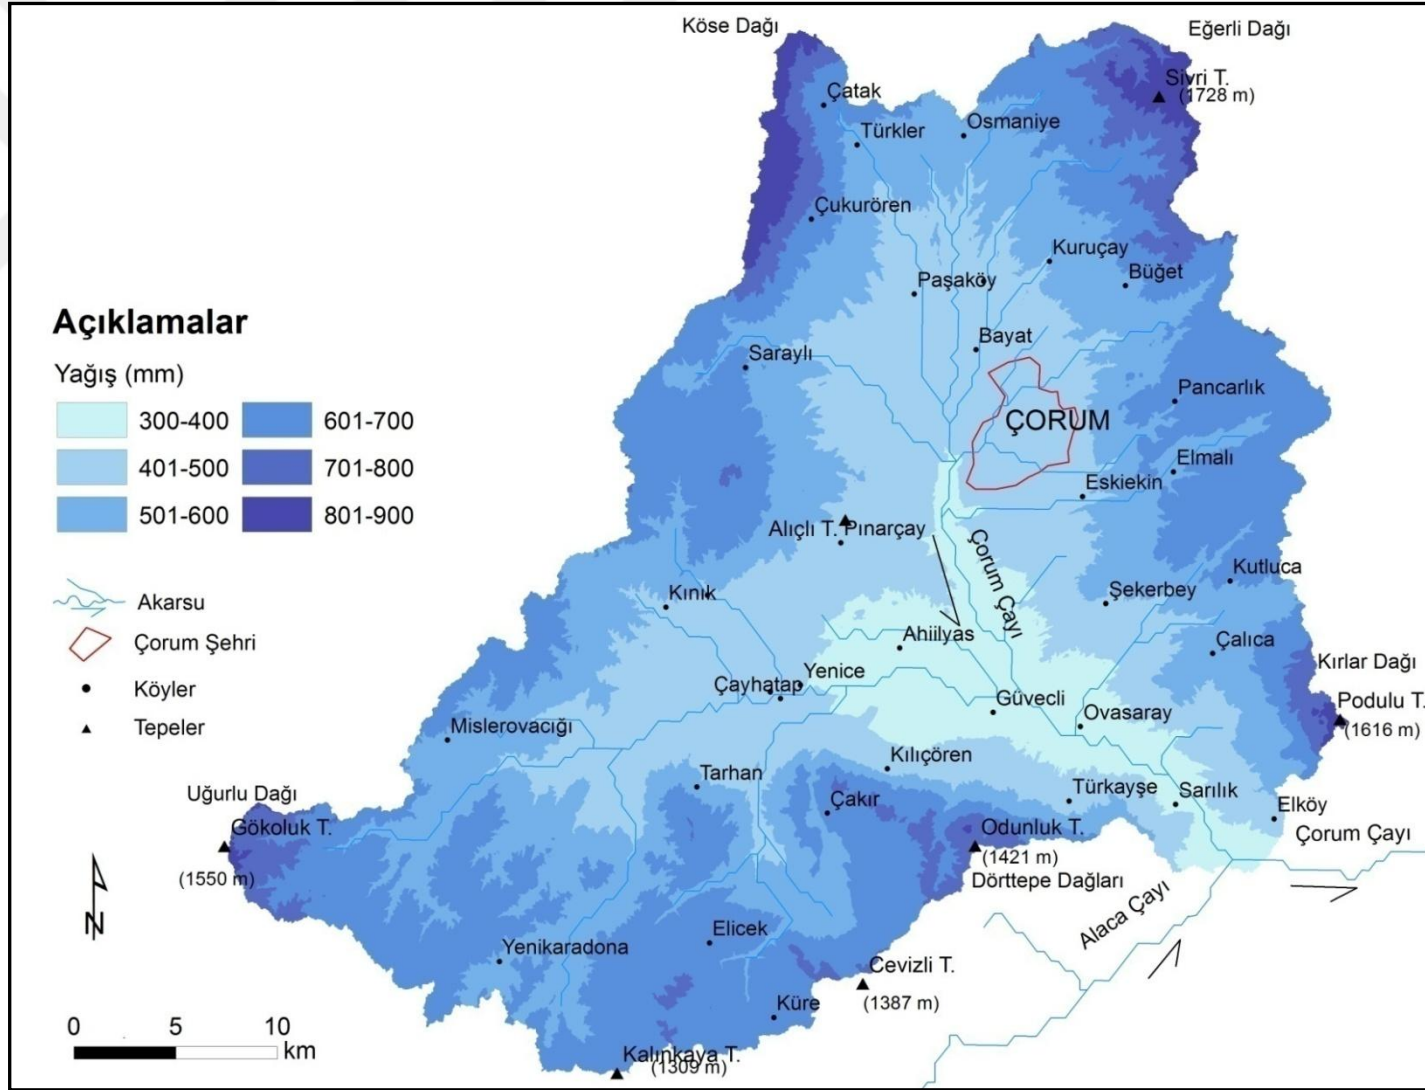 Köse Dağı
Eğerli Dağı
Sivri T.
(1728 m)
Çatak
Türkler
Osmaniye
Çukurören
Kuruçay
Büğet
Paşaköy
Bayat
Saraylı
Pancarlık
ÇORUM
Elmalı
Eskiekin
Alıçlı T.
Pınarçay
Çorum Çayı
Kutluca
Kınık
Şekerbey
Ahiilyas
Çalıca
Kırlar Dağı
Yenice
Çayhatap
Güvecli
Ovasaray
Podulu T.
(1616 m)
Mislerovacığı
Kılıçören
Tarhan
Türkayşe
Sarılık
Elköy
Çakır
Uğurlu Dağı
Gökoluk T.
(1550 m)
Odunluk T.
(1421 m)
Çorum Çayı
Dörttepe Dağları
Alaca Çayı
Elicek
Yenikaradona
Cevizli T.
(1387 m)
Küre
Kalınkaya T.
(1309 m)
Açıklamalar
Yağış (mm)
300-400
601-700
401-500
701-800
501-600
801-900
Akarsu
Çorum Şehri
Köyler
Tepeler
N
0 5 10
km